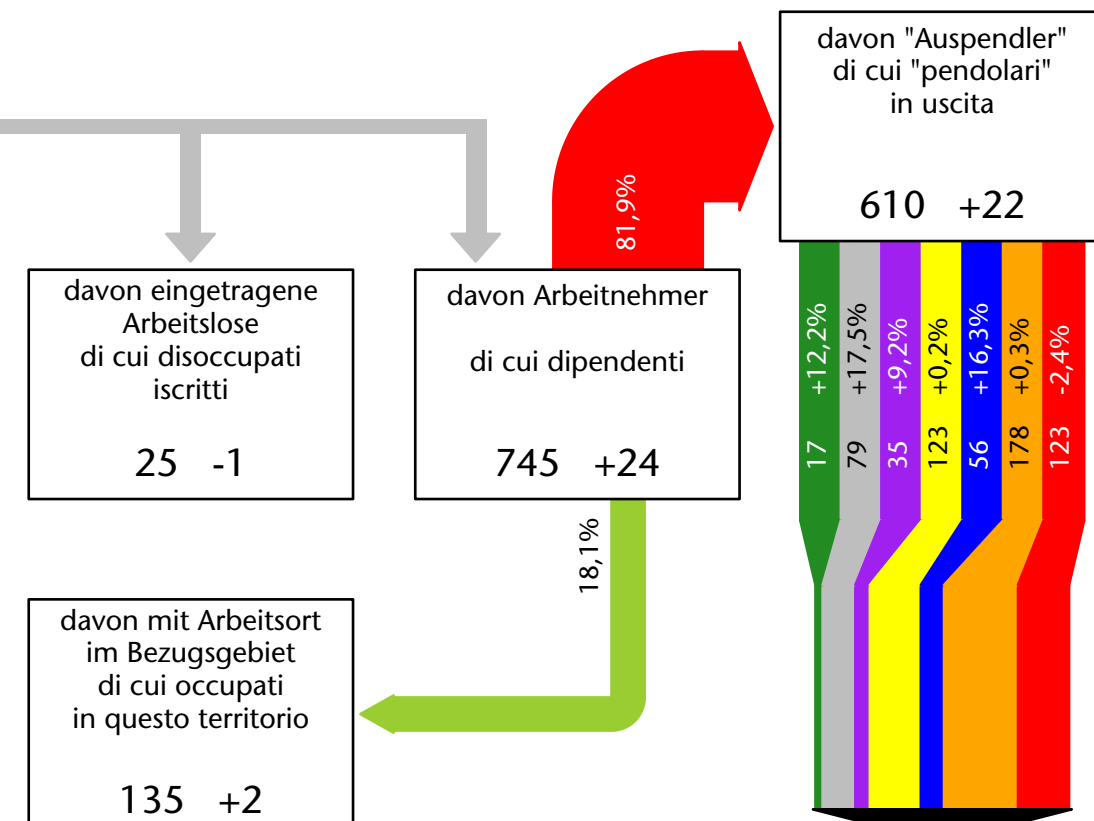 davon "Auspendler"
di cui "pendolari"
in uscita
610 +22
81,9%
davon eingetragene
Arbeitslose
di cui disoccupati
iscritti
25 -1
davon Arbeitnehmer
di cui dipendenti
745 +24
17 +12,2%
79 +17,5%
35 +9,2%
123 +0,2%
56 +16,3%
178 +0,3%
123 -2,4%
18,1%
davon mit Arbeitsort
im Bezugsgebiet
di cui occupati
in questo territorio
135 +2